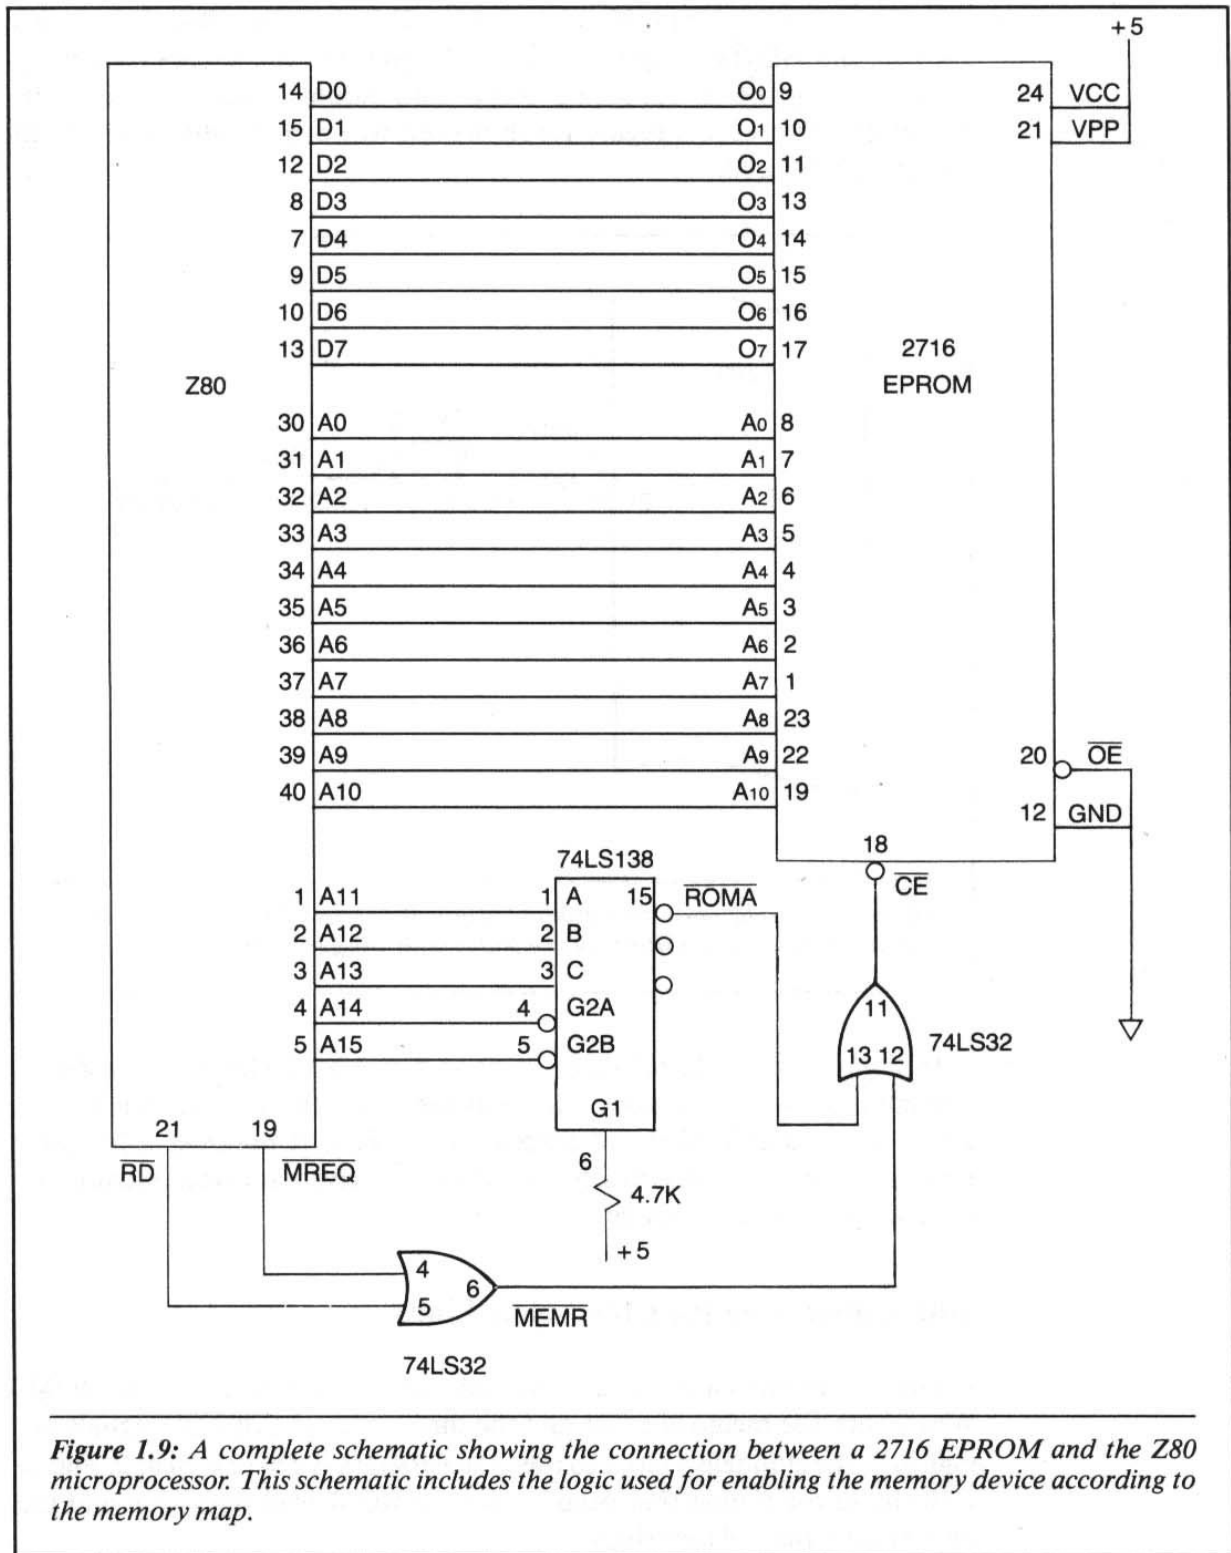 +5
14 D0 O0 9 24 VCC
15 D1 O1 10 21 VPP
12 D2 O2 11
8 D3 O3 13
7 D4 O4 14
9 D5 O5 15
10 D6 O6 16
13 D7 O7 17 2716
Z80 EPROM
30 A0 A0 8
31 A1 A1 7
32 A2 A2 6
33 A3 A3 5
34 A4 A4 4
35 A5 A5 3
36 A6 A6 2
37 A7 A7 1
38 A8 A8 23
39 A9 A9 22 20 OE
40 A10 A10 19
12 GND
18
74LS138
CE
1 A11 1 A 15 ROMA
2 A12 2 B
3 A13 3 C
4 A14 4 G2A 11
5 A15 5 G2B 13 12 74LS32
G1
21 19
RD MREQ 6
4.7K
+5
4
6
5 MEMR
74LS32
Figure 1.9: A complete schematic showing the connection between a 2716 EPROM and the Z80
microprocessor. This schematic includes the logic used for enabling the memory device according to
the memory map.